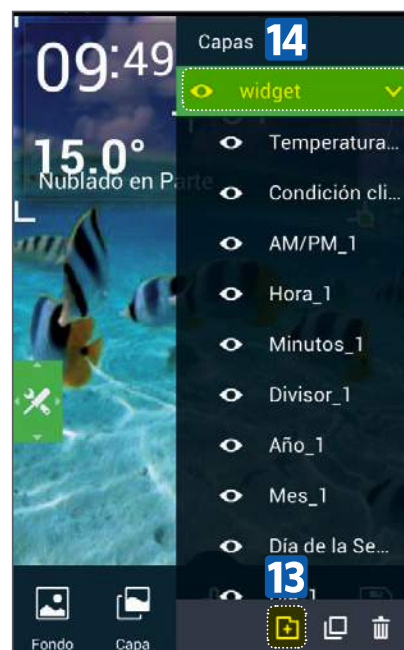 09:49
15.0°
Nublado en Parte
Capas 14
widget
Temperatura...
Condición cli...
AM/PM_1
Hora_1
Minutos_1
Divisor_1
Año_1
Mes_1
Día de la Se...
13
Fondo
Capa